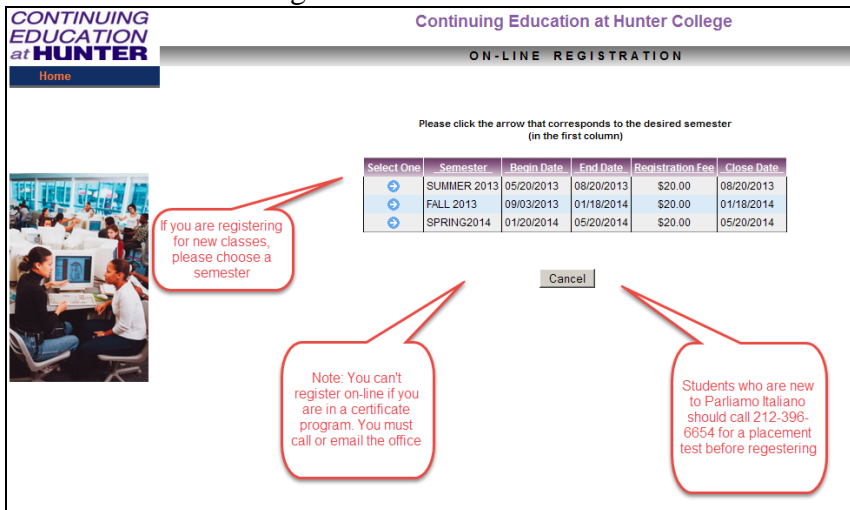 CONTINUING
EDUCATION
at HUNTER
Continuing Education at Hunter College
ON-LINE REGISTRATION
Home
Please click the arrow that corresponds to the desired semester
(in the first column)
Select One Semester Begin Date End Date Registration Fee Close Date
SUMMER 2013 05/20/2013 08/20/2013 $20.00 08/20/2013
FALL 2013 09/03/2013 01/18/2014 $20.00 01/18/2014
SPRING2014 01/20/2014 05/20/2014 $20.00 05/20/2014
If you are registering
for new classes,
please choose a
semester
Cancel
Note: You can't
register on-line if you
are in a certificate
program. You must
call or email the office
Students who are new
to Parliamo Italiano
should call 212-396-
6654 for a placement
test before regestering